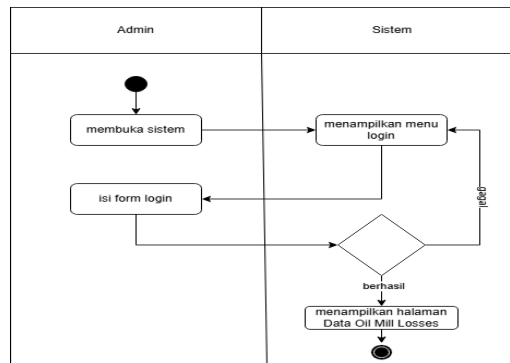 Admin
Sistem
membuka sistem
menampilkan menu
login
isi form login
gagal
berhasil
menampilkan halaman
Data Oil Mill Losses